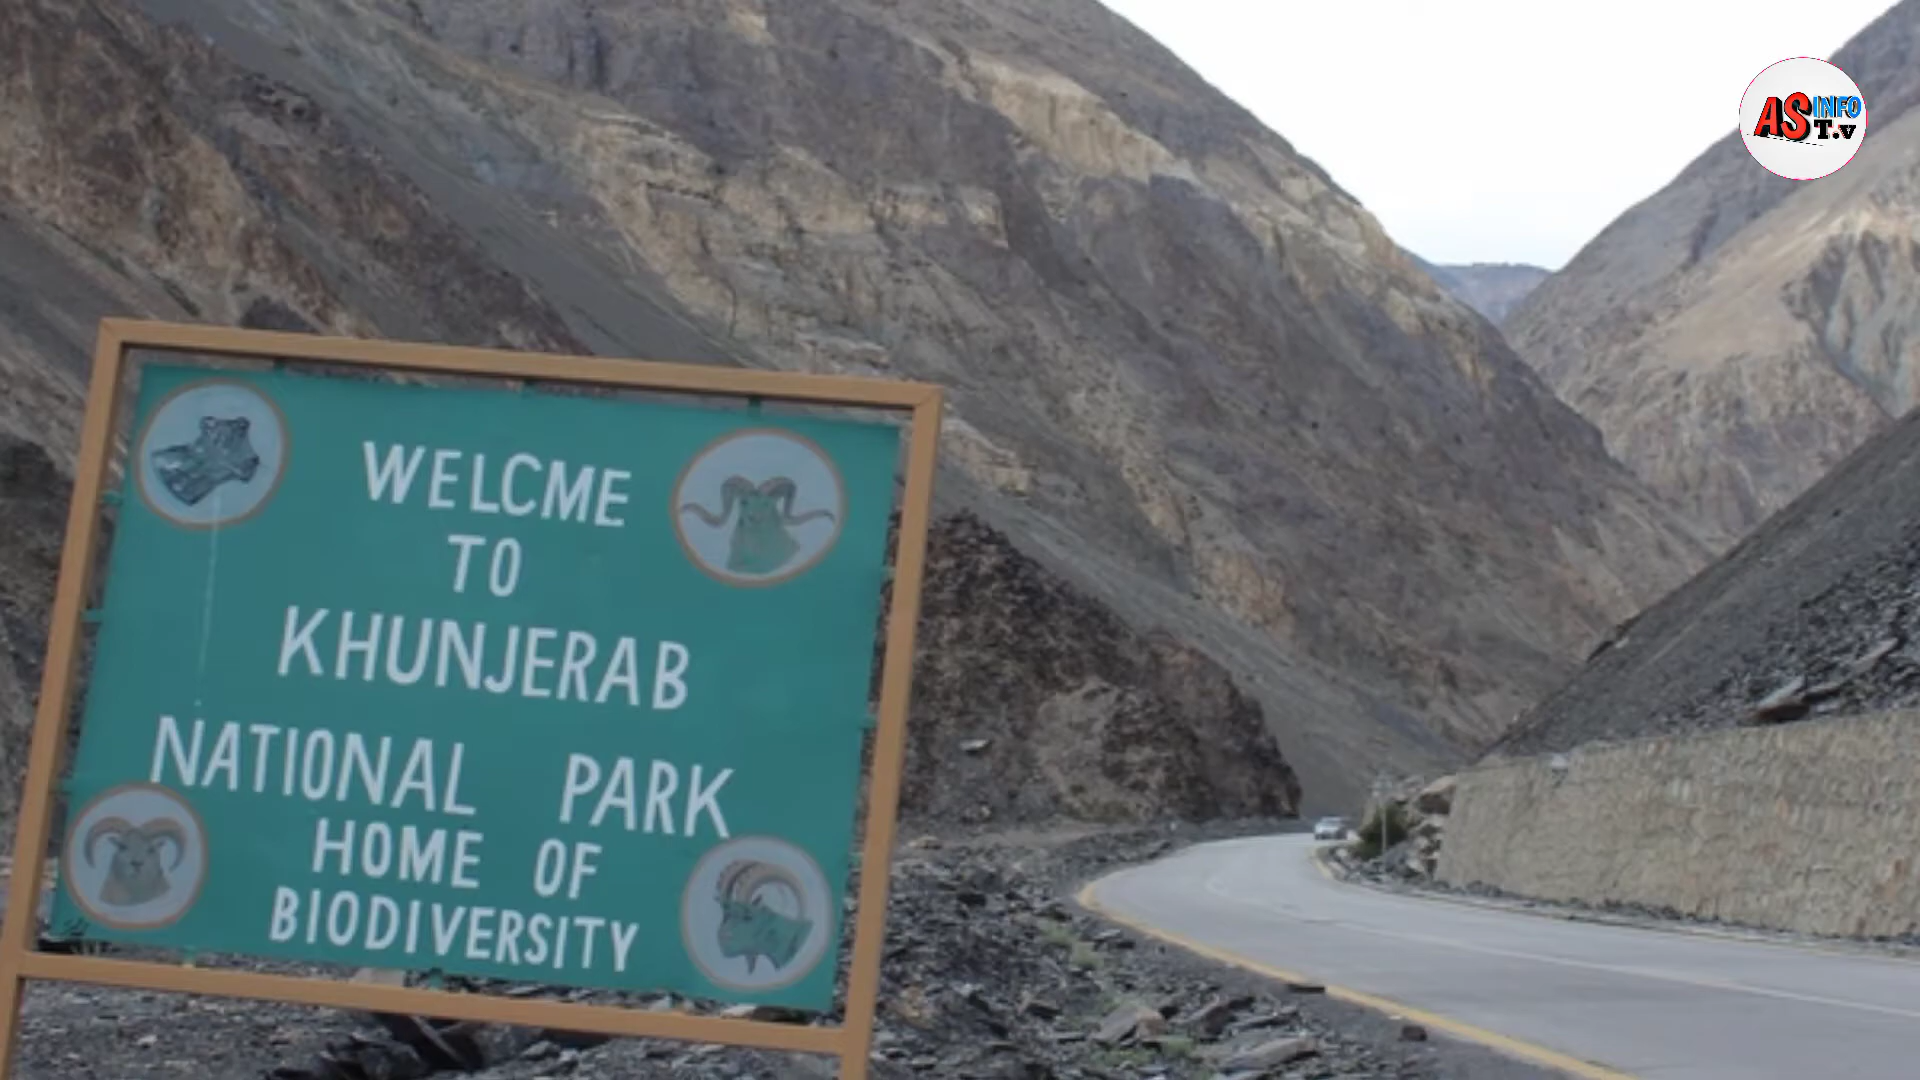 AS INFO
T.v
WELCME
TO
KHUNJERAB
NATIONAL PARK
HOME OF
BIODIVERSITY